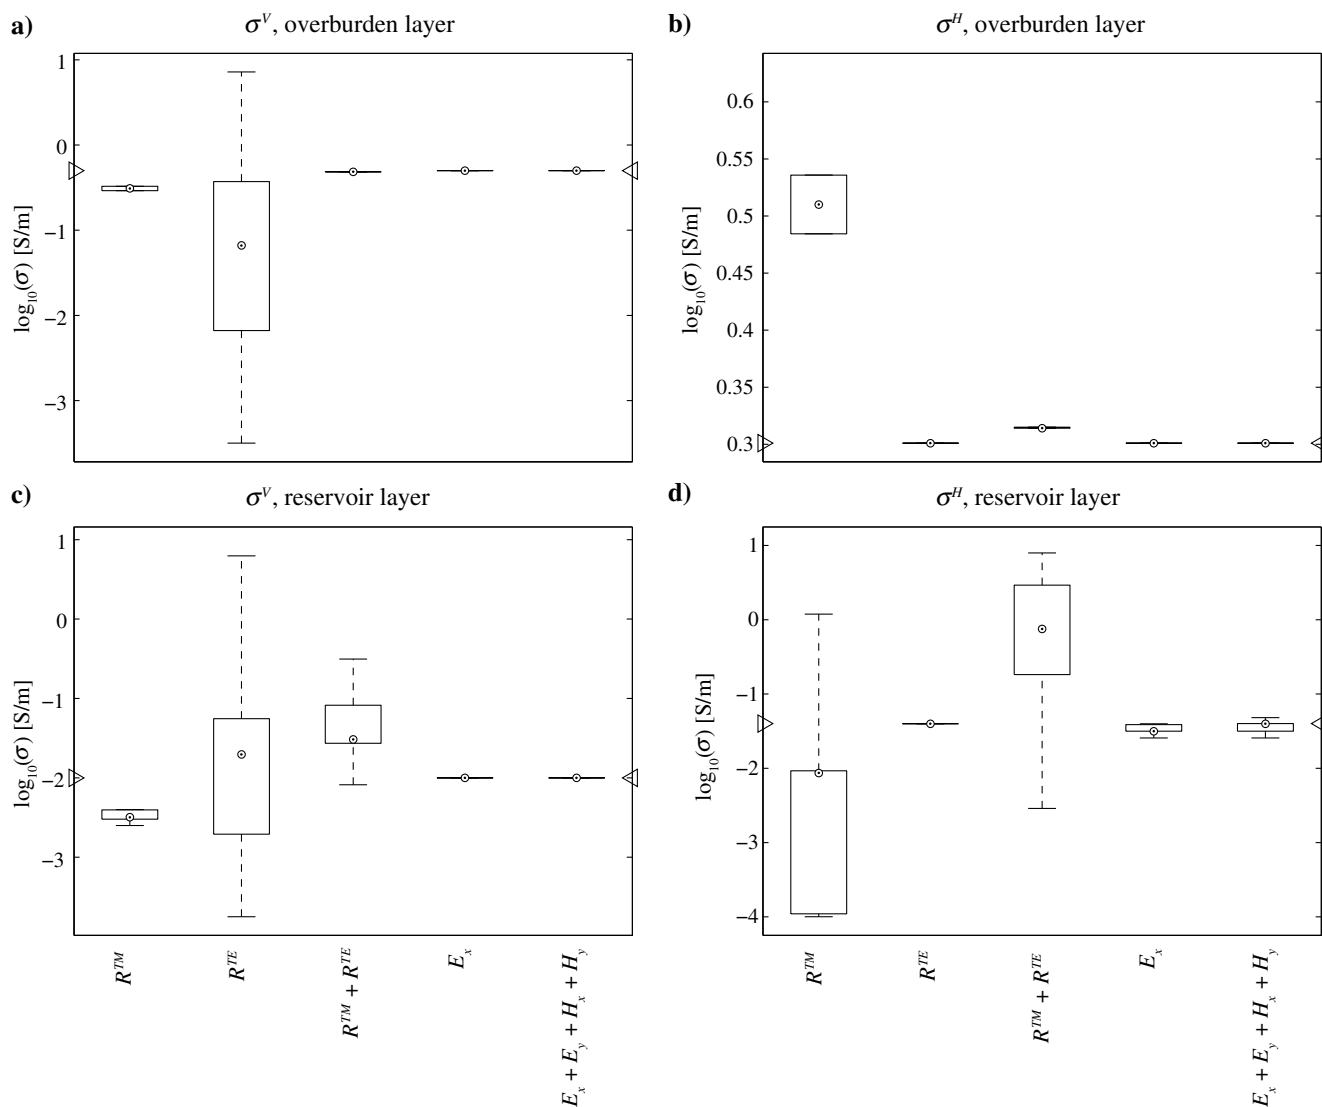 a) σ^V, overburden layer
1
0
−1
−2
−3
log₁₀(σ) [S/m]
b) σ^H, overburden layer
0.6
0.55
0.5
0.45
0.4
0.35
0.3
log₁₀(σ) [S/m]
c) σ^V, reservoir layer
1
0
−1
−2
−3
log₁₀(σ) [S/m]
R^TM
R^TE
R^TM + R^TE
E_x
E_x + E_y + H_x + H_y
d) σ^H, reservoir layer
1
0
−1
−2
−3
−4
log₁₀(σ) [S/m]
R^TM
R^TE
R^TM + R^TE
E_x
E_x + E_y + H_x + H_y